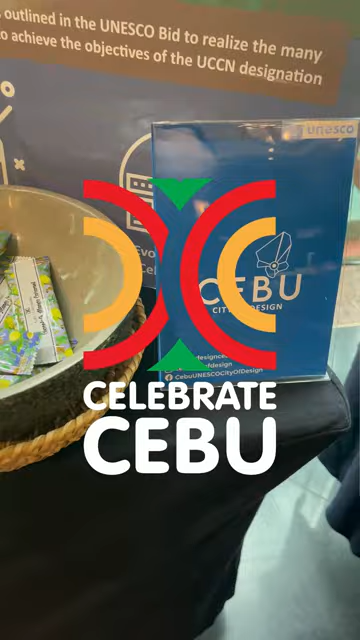 outlined in the UNESCO Bid to realize the many
to achieve the objectives of the UCCN designation
unesco
CEBU
CITY OF DESIGN
CebuUNESCOCityOfDesign
CELEBRATE
CEBU